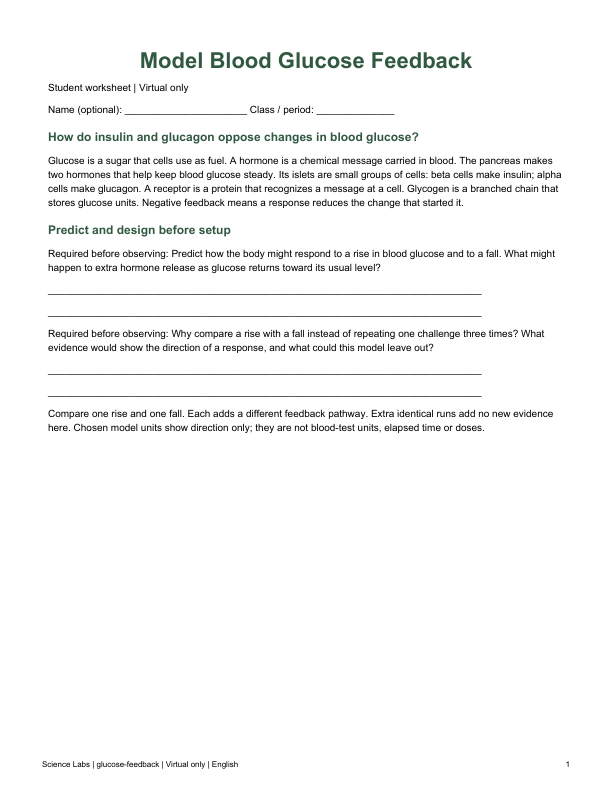 Model Blood Glucose Feedback
Student worksheet | Virtual only
Name (optional): ______________________ Class / period: ______________
How do insulin and glucagon oppose changes in blood glucose?
Glucose is a sugar that cells use as fuel. A hormone is a chemical message carried in blood. The pancreas makes
two hormones that help keep blood glucose steady. Its islets are small groups of cells: beta cells make insulin; alpha
cells make glucagon. A receptor is a protein that recognizes a message at a cell. Glycogen is a branched chain that
stores glucose units. Negative feedback means a response reduces the change that started it.
Predict and design before setup
Required before observing: Predict how the body might respond to a rise in blood glucose and to a fall. What might
happen to extra hormone release as glucose returns toward its usual level?
______________________________________________________________________________
______________________________________________________________________________
Required before observing: Why compare a rise with a fall instead of repeating one challenge three times? What
evidence would show the direction of a response, and what could this model leave out?
______________________________________________________________________________
______________________________________________________________________________
Compare one rise and one fall. Each adds a different feedback pathway. Extra identical runs add no new evidence
here. Chosen model units show direction only; they are not blood-test units, elapsed time or doses.
Science Labs | glucose-feedback | Virtual only | English
1